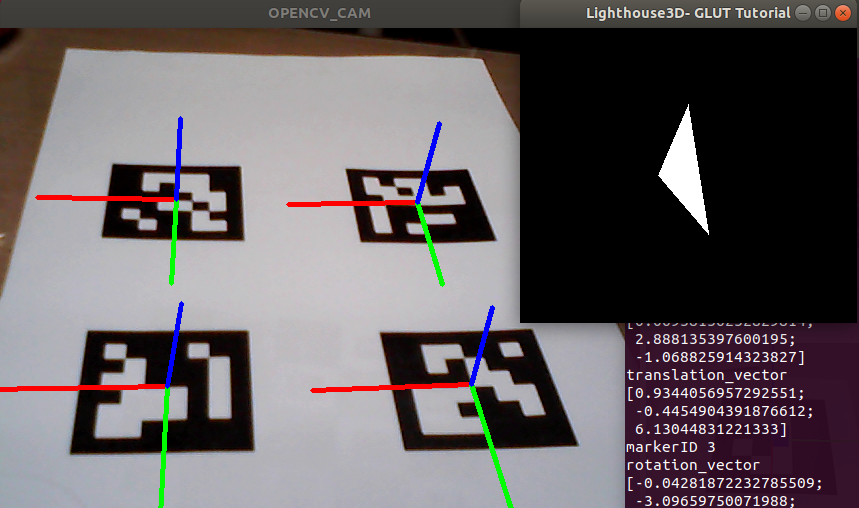 OPENCV_CAM
Lighthouse3D- GLUT Tutorial
2.888135397600195;
-1.068825914323827]
translation_vector
[0.9344056957292551;
-0.4454904391876612;
6.13044831221333]
markerID 3
rotation_vector
[-0.04281872232785509;
-3.09659750071988;